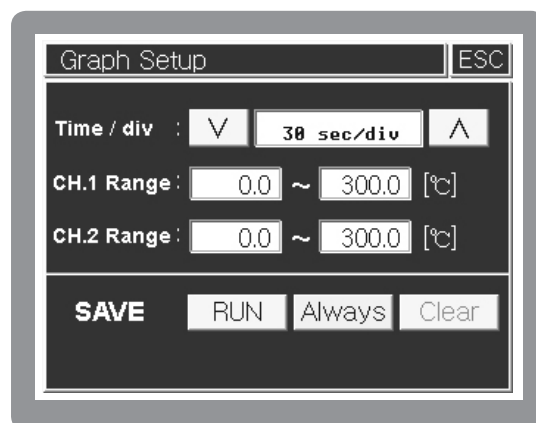 Graph Setup ESC
Time / div : V 30 sec/div Λ
CH.1 Range : 0.0 ~ 300.0 [℃]
CH.2 Range : 0.0 ~ 300.0 [℃]
SAVE RUN Always Clear